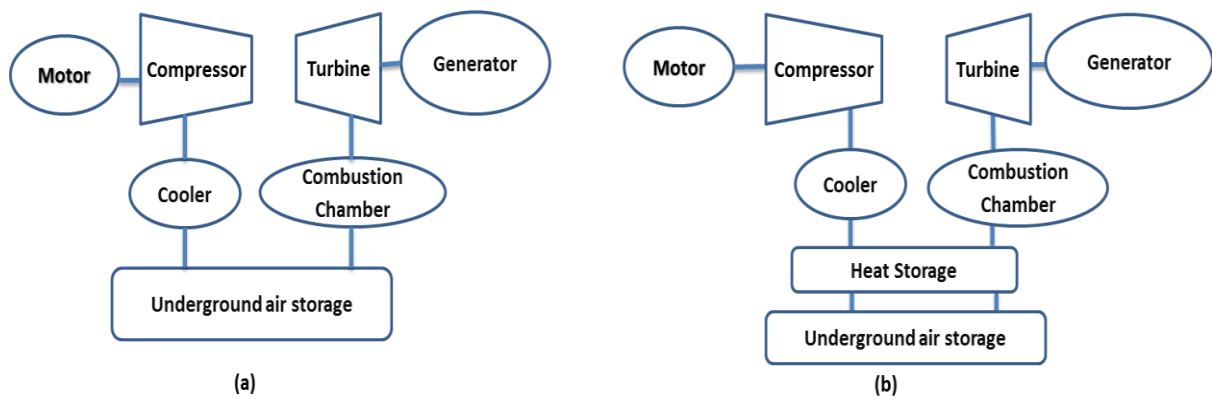 Motor
Compressor
Turbine
Generator
Cooler
Combustion
Chamber
Underground air storage
(a)
Motor
Compressor
Turbine
Generator
Cooler
Combustion
Chamber
Heat Storage
Underground air storage
(b)